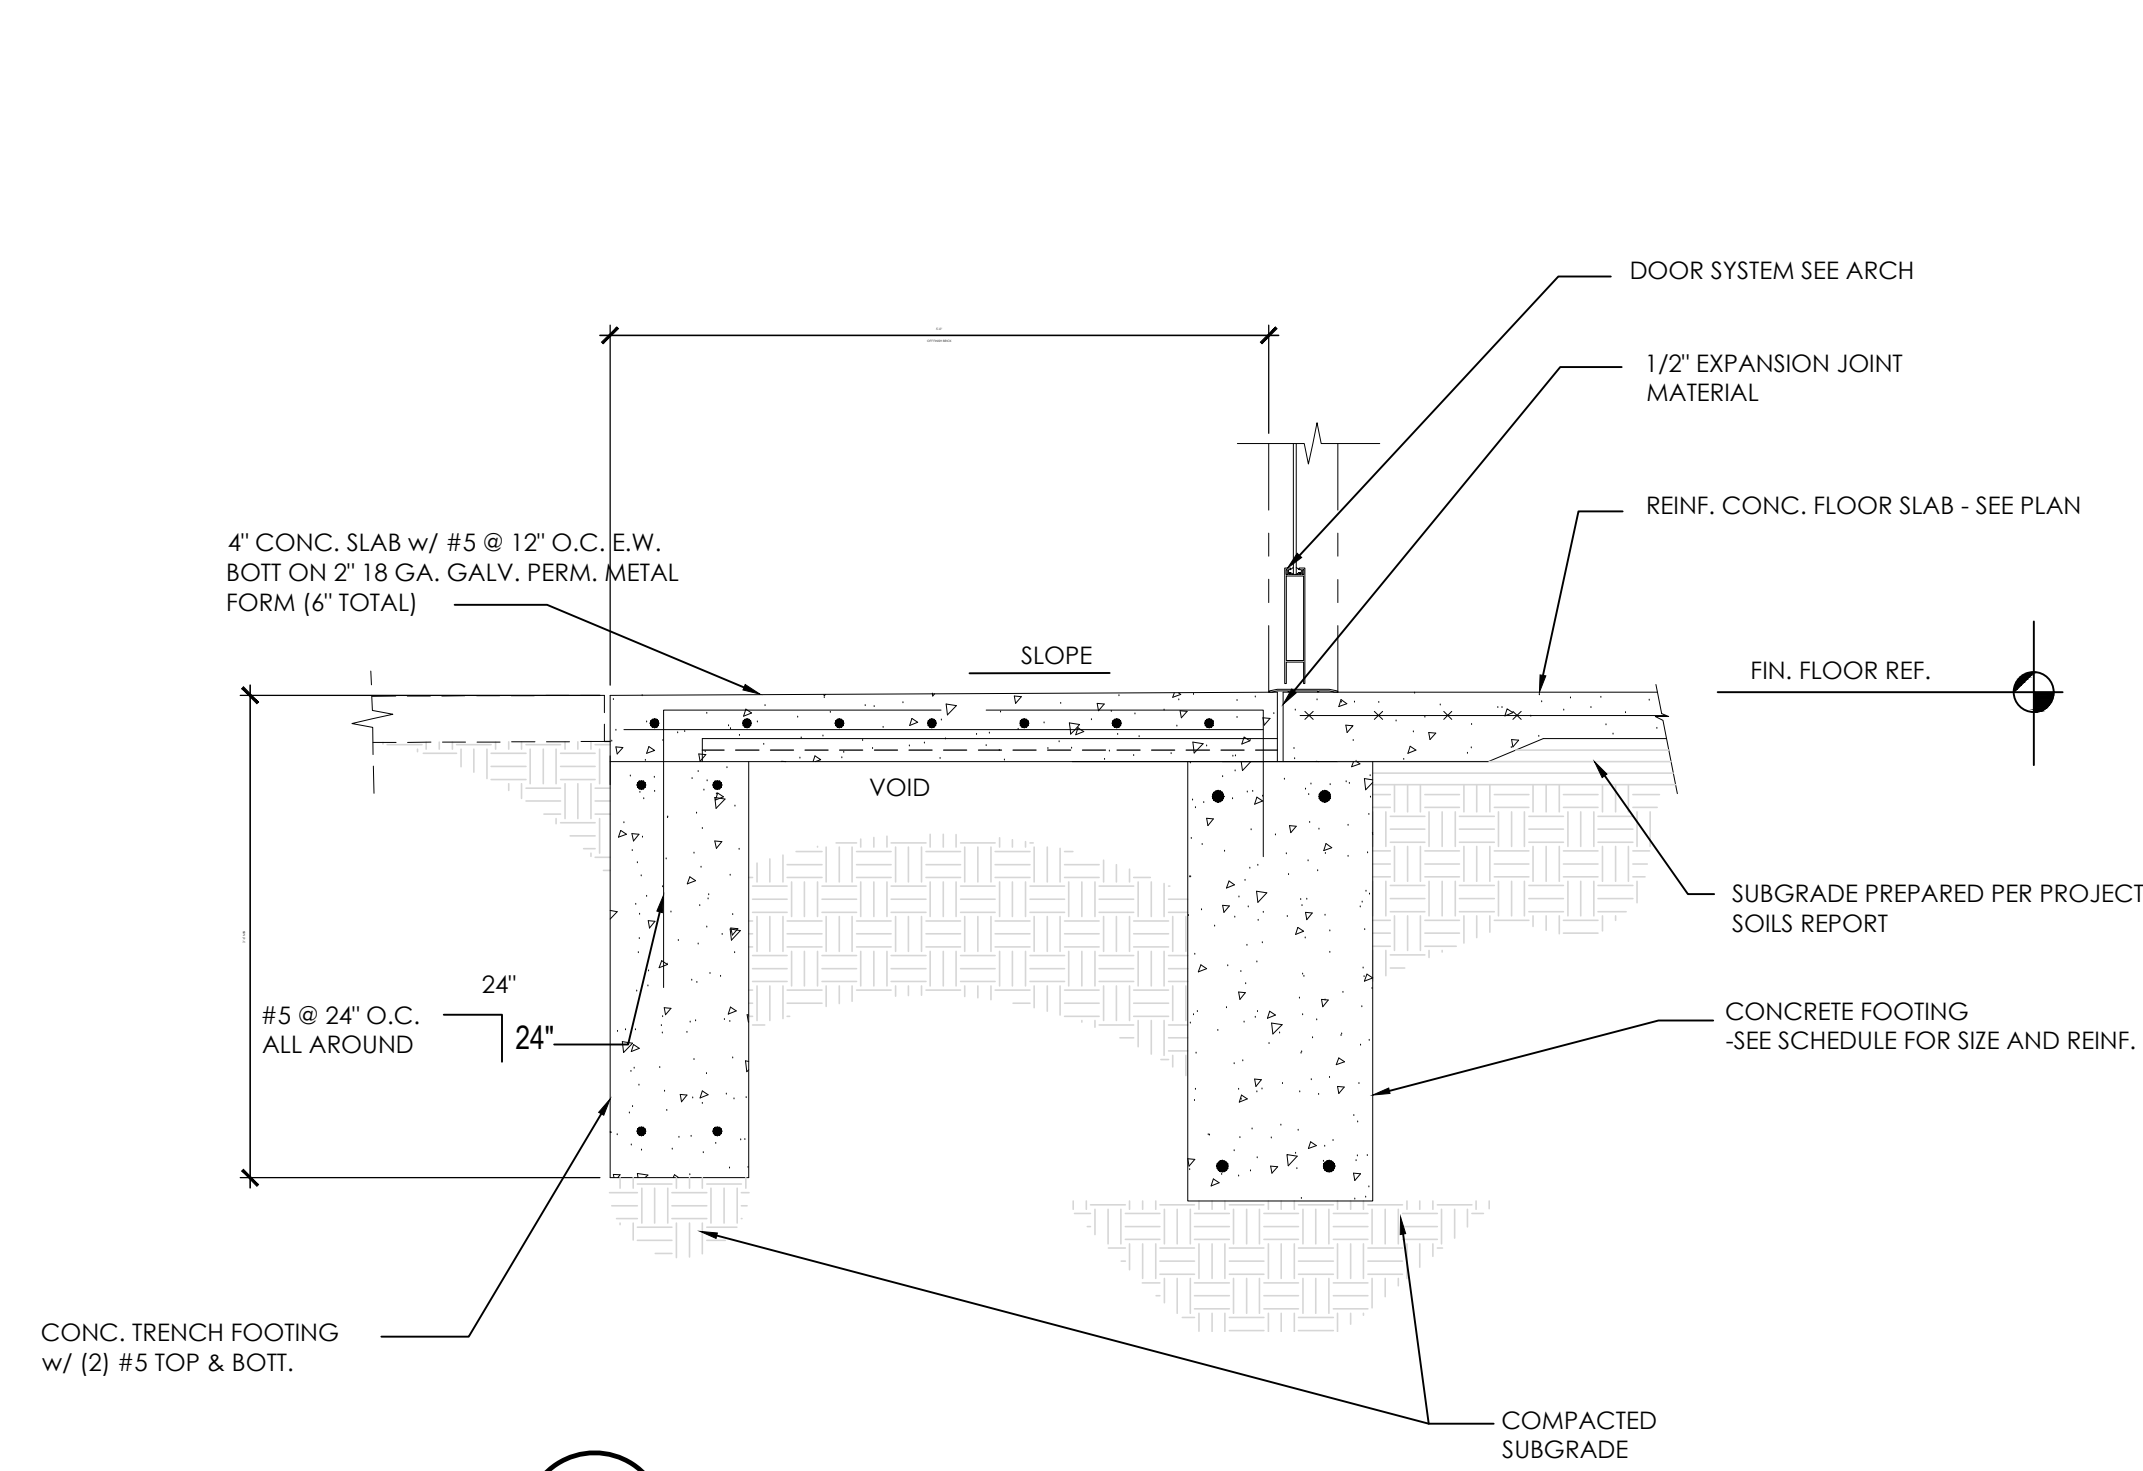 DOOR SYSTEM SEE ARCH
1/2" EXPANSION JOINT
MATERIAL
REINF. CONC. FLOOR SLAB - SEE PLAN
4" CONC. SLAB w/ #5 @ 12" O.C. E.W.
BOTT ON 2" 18 GA. GALV. PERM. METAL
FORM (6" TOTAL)
SLOPE
FIN. FLOOR REF.
VOID
SUBGRADE PREPARED PER PROJECT
SOILS REPORT
24"
#5 @ 24" O.C.
ALL AROUND
24"
CONCRETE FOOTING
-SEE SCHEDULE FOR SIZE AND REINF.
CONC. TRENCH FOOTING
w/ (2) #5 TOP & BOTT.
COMPACTED
SUBGRADE